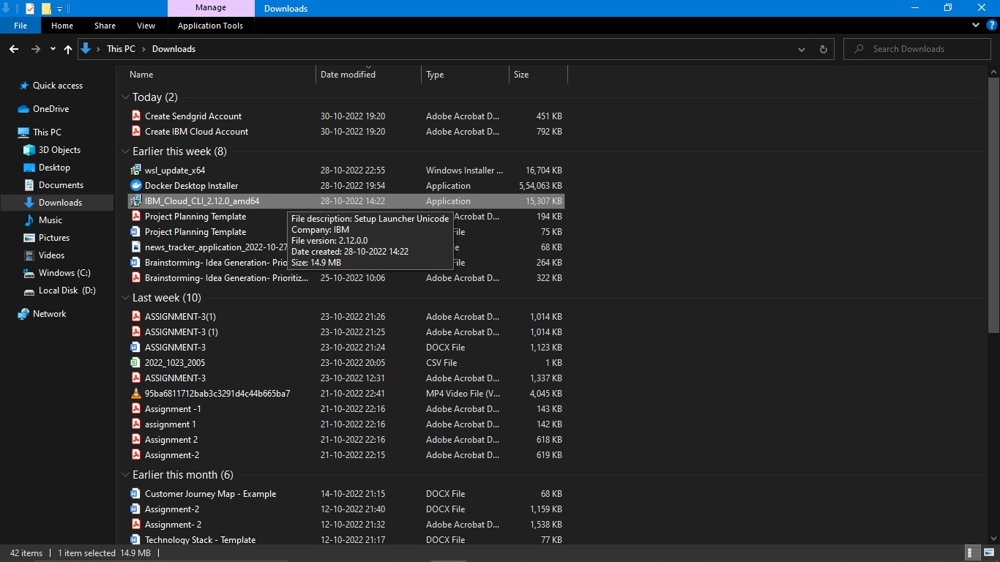 Manage
Downloads
File
Home
Share
View
Application Tools
This PC
Downloads
Search Downloads
Quick access
OneDrive
This PC
3D Objects
Desktop
Documents
Downloads
Music
Pictures
Videos
Windows (C:)
Local Disk (D:)
Network
Name Date modified Type Size
Today (2)
Create Sendgrid Account 30-10-2022 19:20 Adobe Acrobat D... 451 KB
Create IBM Cloud Account 30-10-2022 19:20 Adobe Acrobat D... 792 KB
Earlier this week (8)
wsl_update_x64 28-10-2022 22:55 Windows Installer ... 16,704 KB
Docker Desktop Installer 28-10-2022 19:54 Application 5,54,063 KB
IBM_Cloud_CLI_2.12.0_amd64 28-10-2022 14:22 Application 15,307 KB
Project Planning Template Acrobat D... 194 KB
Project Planning Template File 75 KB
news_tracker_application_2022-10-27 68 KB
Brainstorming- Idea Generation- Prio File 264 KB
File description: Setup Launcher Unicode
Company: IBM
File version: 2.12.0.0
Date created: 28-10-2022 14:22
Size: 14.9 MB
Brainstorming- Idea Generation- Prioritiz... 25-10-2022 10:06 Adobe Acrobat D... 322 KB
Last week (10)
ASSIGNMENT-3(1) 23-10-2022 21:26 Adobe Acrobat D... 1,014 KB
ASSIGNMENT-3 (1) 23-10-2022 21:25 Adobe Acrobat D... 1,014 KB
ASSIGNMENT-3 23-10-2022 21:24 DOCX File 1,123 KB
2022_1023_2005 23-10-2022 20:05 CSV File 1 KB
ASSIGNMENT-3 23-10-2022 12:31 Adobe Acrobat D... 1,337 KB
95ba6811712bab3c3291d4c44b665ba7 21-10-2022 22:41 MP4 Video File (V... 4,045 KB
Assignment -1 21-10-2022 22:16 Adobe Acrobat D... 143 KB
assignment 1 21-10-2022 22:16 Adobe Acrobat D... 142 KB
Assignment 2 21-10-2022 22:16 Adobe Acrobat D... 618 KB
Assignment-2 21-10-2022 22:15 Adobe Acrobat D... 619 KB
Earlier this month (6)
Customer Journey Map - Example 14-10-2022 21:15 DOCX File 68 KB
Assignment-2 12-10-2022 21:40 DOCX File 1,159 KB
Assignment- 2 12-10-2022 21:32 Adobe Acrobat D... 1,538 KB
Technology Stack - Template 12-10-2022 21:17 DOCX File 77 KB
42 items 1 item selected 14.9 MB